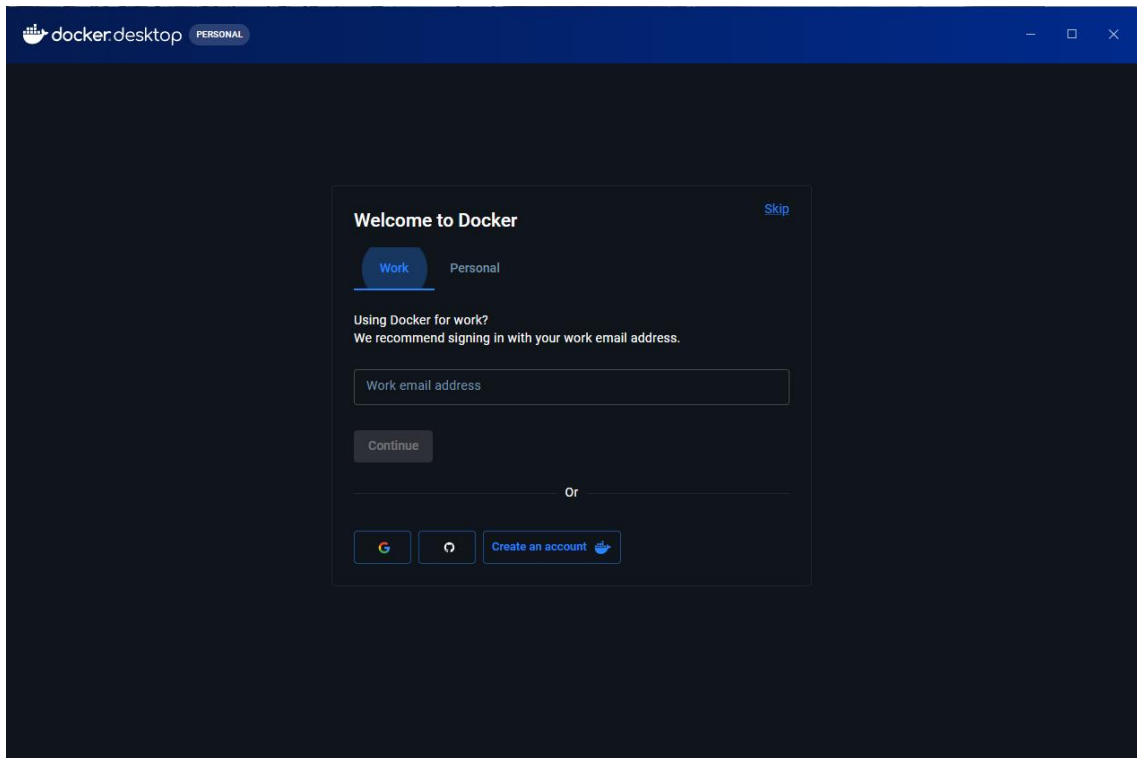 docker.desktop PERSONAL
Skip
Welcome to Docker
Work Personal
Using Docker for work?
We recommend signing in with your work email address.
Work email address
Continue
Or
Create an account